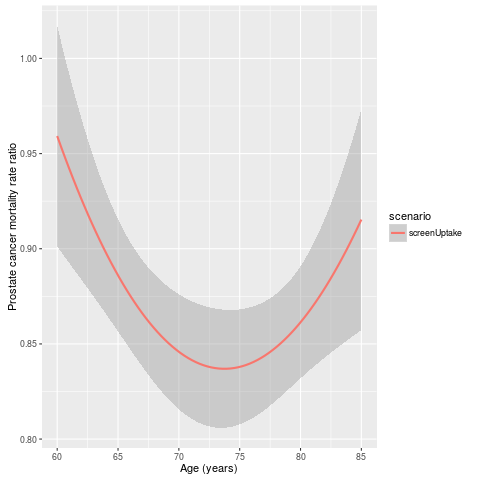 Prostate cancer mortality rate ratio
1.00
0.95
0.90
0.85
0.80
60 65 70 75 80 85
Age (years)
scenario
screenUptake